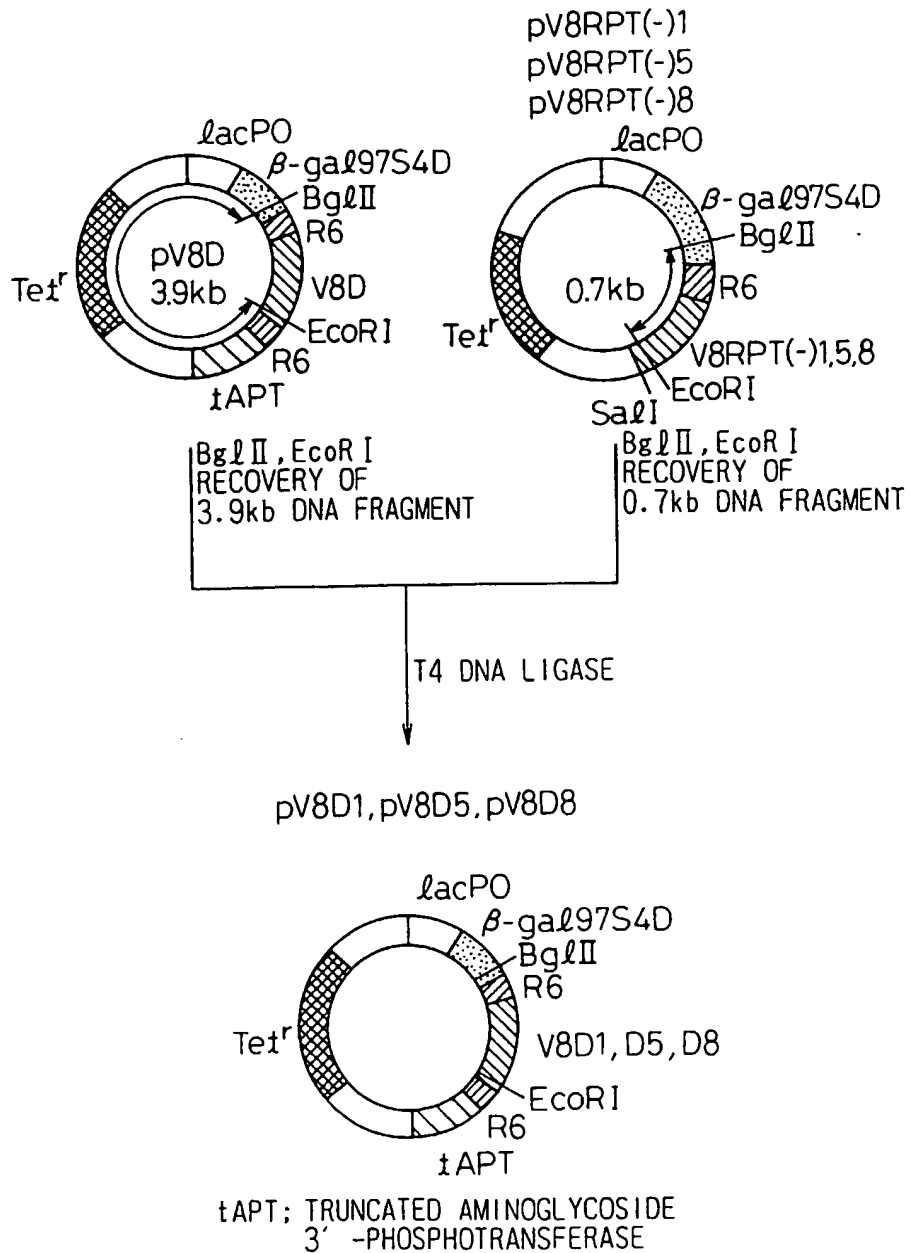 pV8RPT(-)1
pV8RPT(-)5
pV8RPT(-)8
lacPO
β-gal97S4D
BglII
R6
pV8D
3.9kb
V8D
Tetr
EcoRI
R6
tAPT
lacPO
β-gal97S4D
BglII
R6
0.7kb
Tetr
V8RPT(-)1,5,8
EcoRI
SalI
BglII, EcoRI
RECOVERY OF
3.9kb DNA FRAGMENT
BglII, EcoRI
RECOVERY OF
0.7kb DNA FRAGMENT
T4 DNA LIGASE
pV8D1,pV8D5,pV8D8
lacPO
β-gal97S4D
BglII
R6
Tetr
V8D1,D5,D8
EcoRI
R6
tAPT
tAPT; TRUNCATED AMINOGLYCOSIDE
3′ -PHOSPHOTRANSFERASE